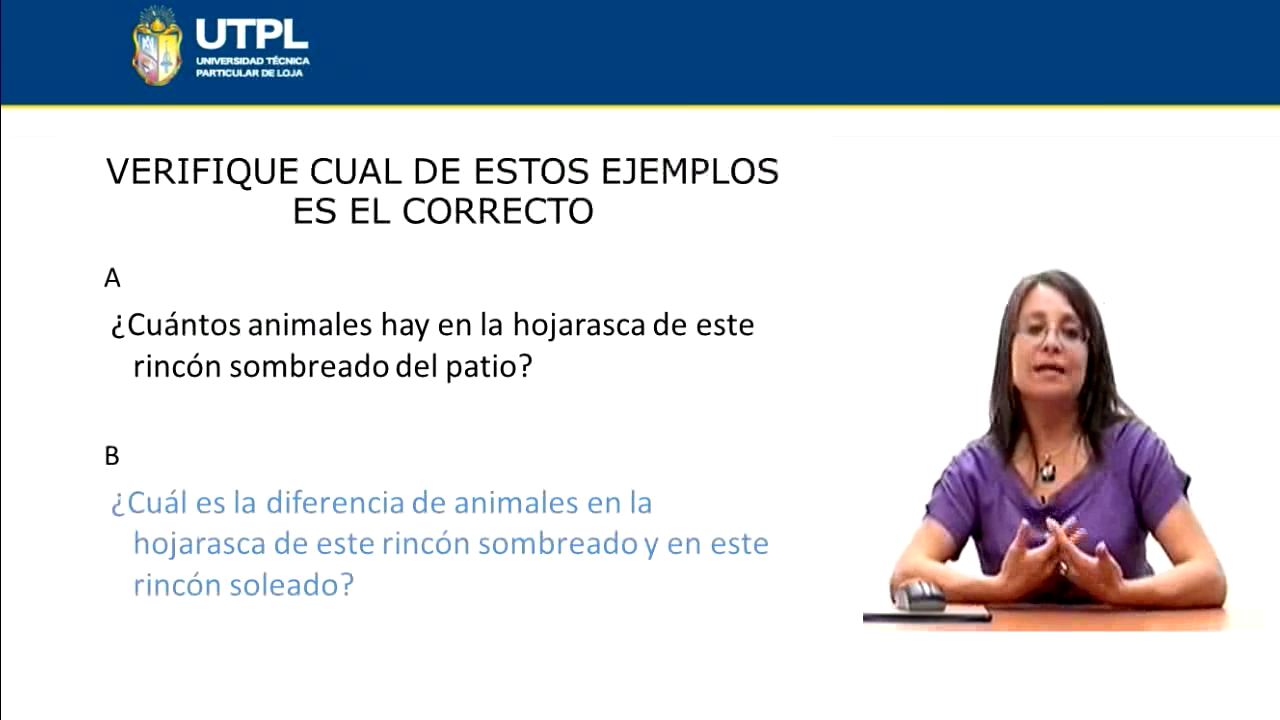 UTPL
UNIVERSIDAD TÉCNICA
PARTICULAR DE LOJA
VERIFIQUE CUAL DE ESTOS EJEMPLOS
ES EL CORRECTO
A
¿Cuántos animales hay en la hojarasca de este
rincón sombreado del patio?
B
¿Cuál es la diferencia de animales en la
hojarasca de este rincón sombreado y en este
rincón soleado?